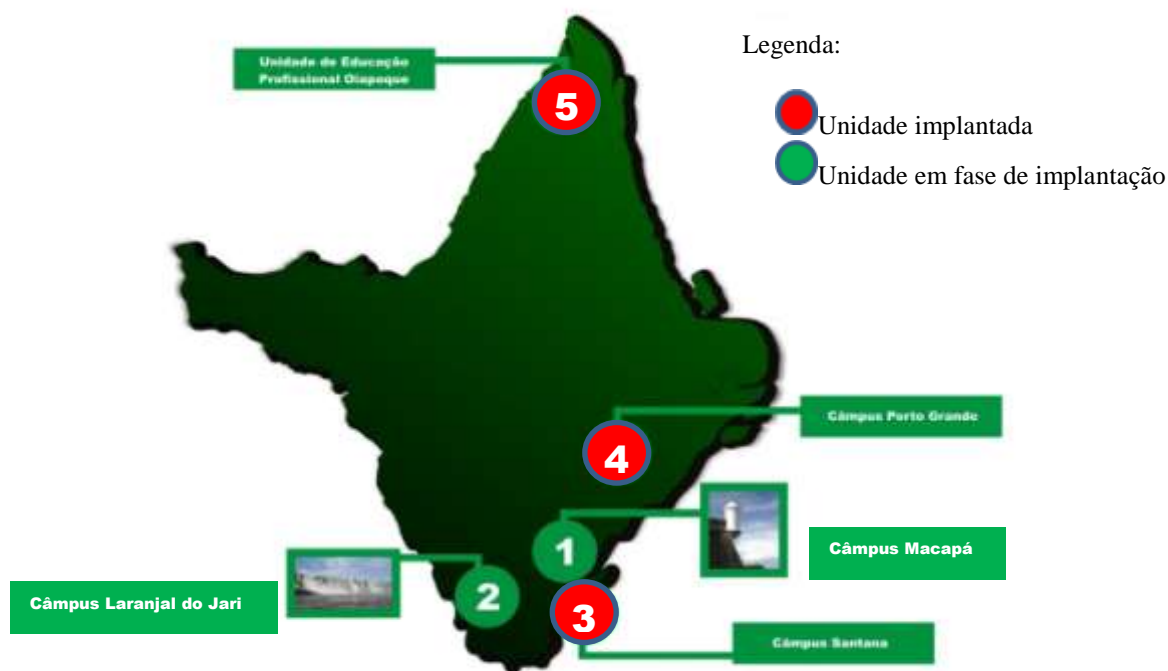 Legenda:
Unidade de Educação
Profissional Oiapoque
5
Unidade implantada
Unidade em fase de implantação
Câmpus Porto Grande
4
1
Câmpus Macapá
Câmpus Laranjal do Jari
2
3
Câmpus Santana